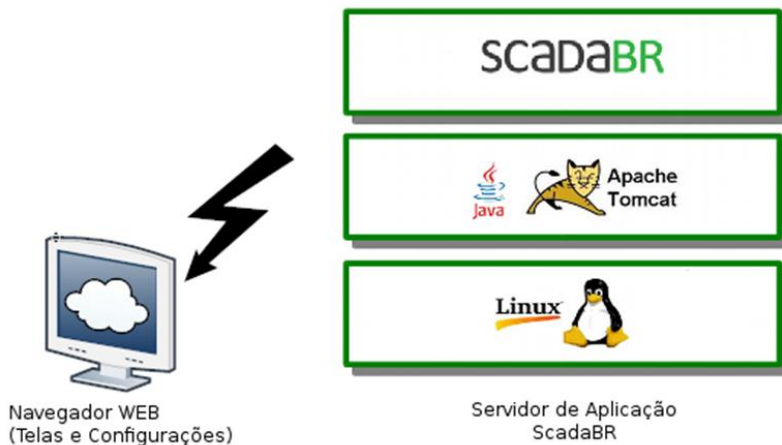 SCADABR
Java
Apache
Tomcat
Linux
Navegador WEB
(Telas e Configurações)
Servidor de Aplicação
ScadaBR